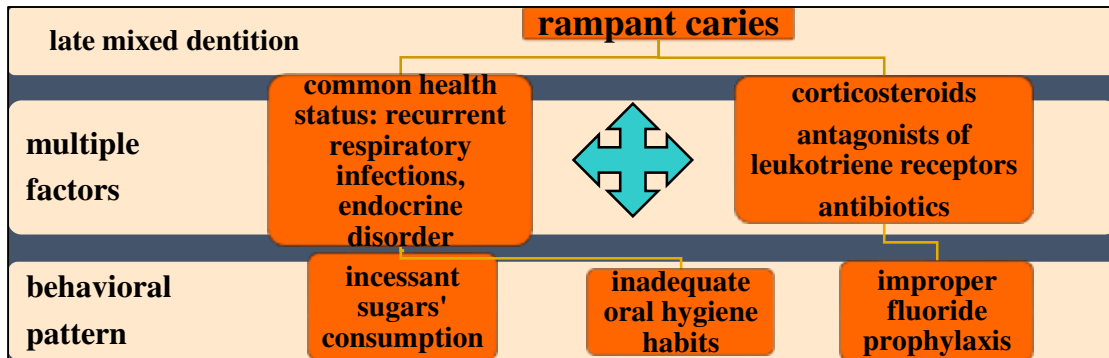 rampant caries
late mixed dentition
common health
status: recurrent
respiratory
infections,
endocrine
disorder
corticosteroids
antagonists of
leukotriene receptors
antibiotics
multiple
factors
incessant
sugars'
consumption
inadequate
oral hygiene
habits
improper
fluoride
prophylaxis
behavioral
pattern